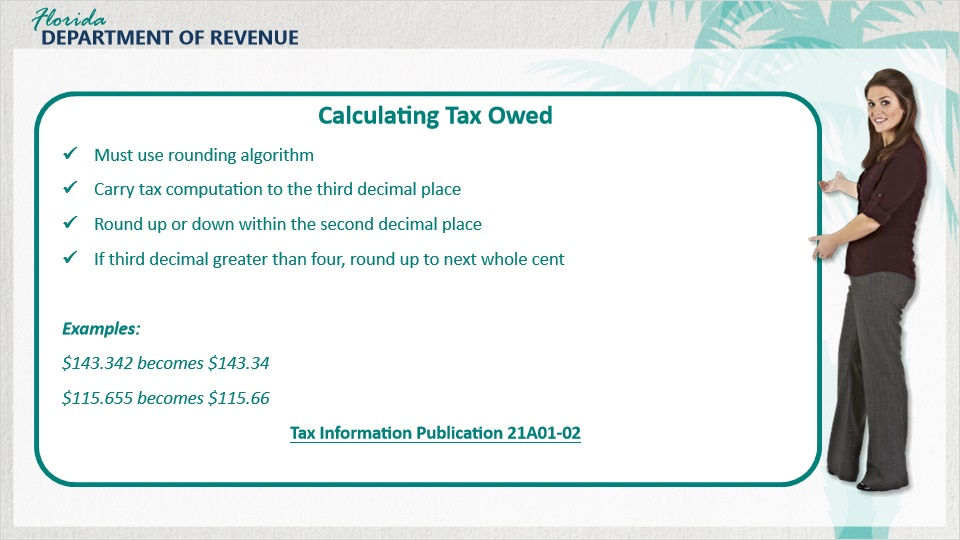 Florida
DEPARTMENT OF REVENUE
Calculating Tax Owed
✓ Must use rounding algorithm
✓ Carry tax computation to the third decimal place
✓ Round up or down within the second decimal place
✓ If third decimal greater than four, round up to next whole cent
Examples:
$143.342 becomes $143.34
$115.655 becomes $115.66
Tax Information Publication 21A01-02